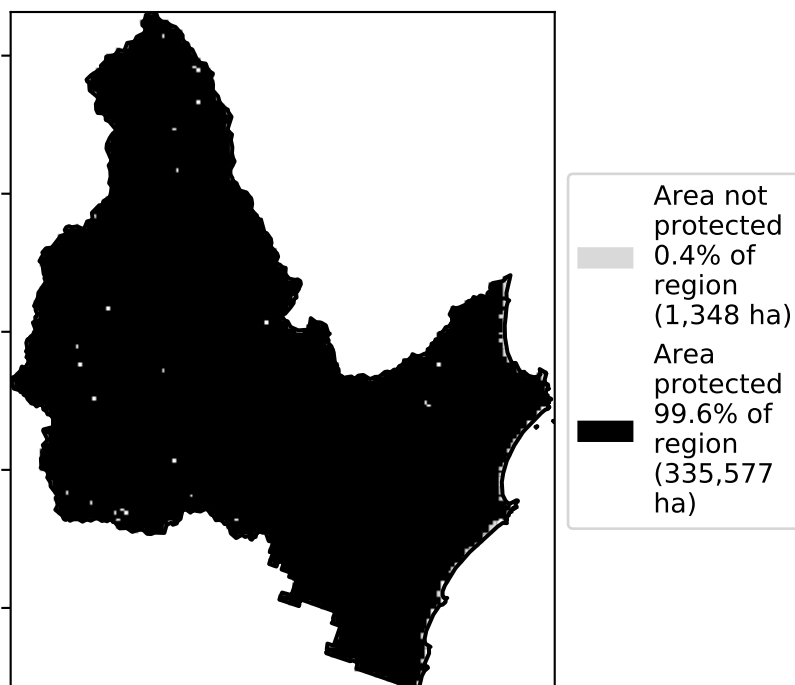 Area not
protected
0.4% of
region
(1,348 ha)
Area
protected
99.6% of
region
(335,577
ha)